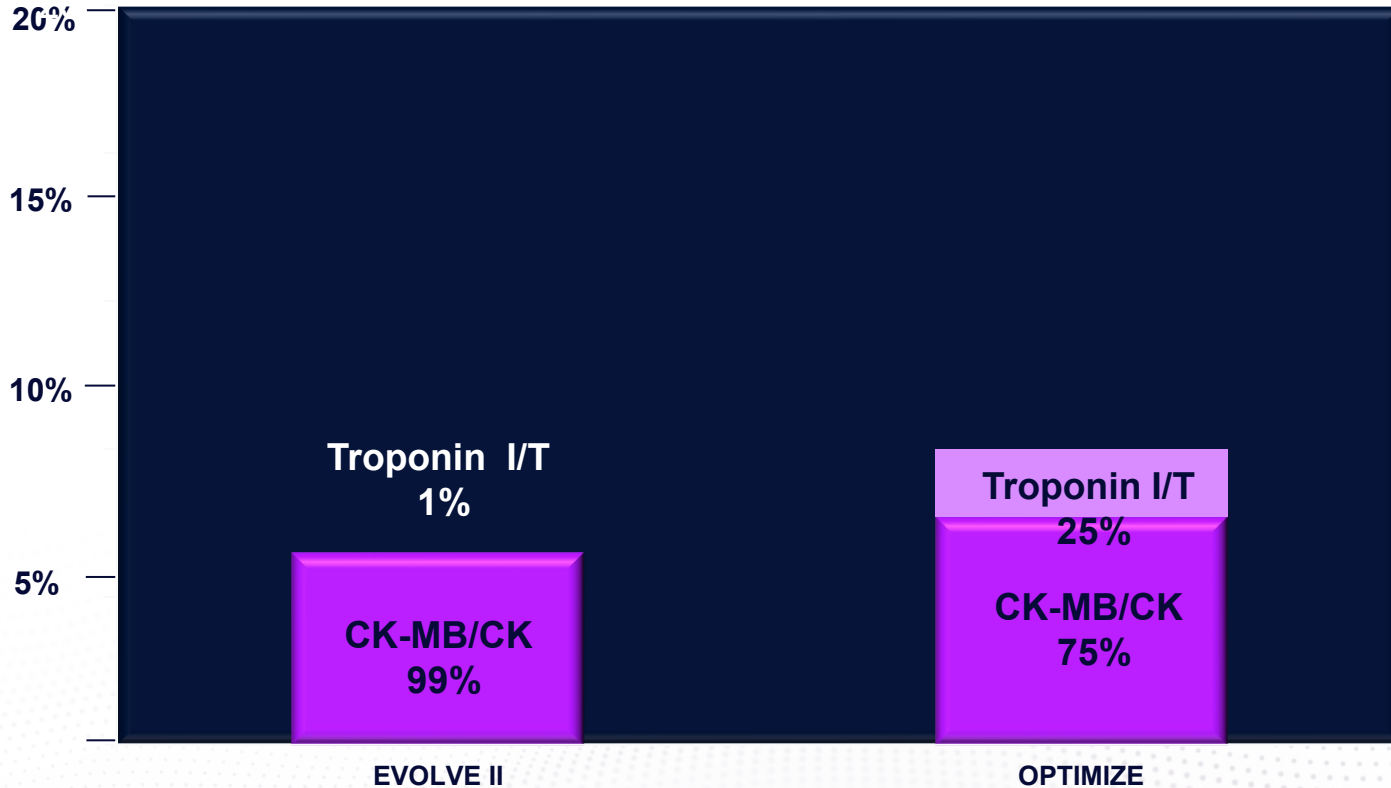 20%
15%
10%
5%
Troponin I/T
1%
CK-MB/CK
99%
Troponin I/T
25%
CK-MB/CK
75%
EVOLVE II
OPTIMIZE